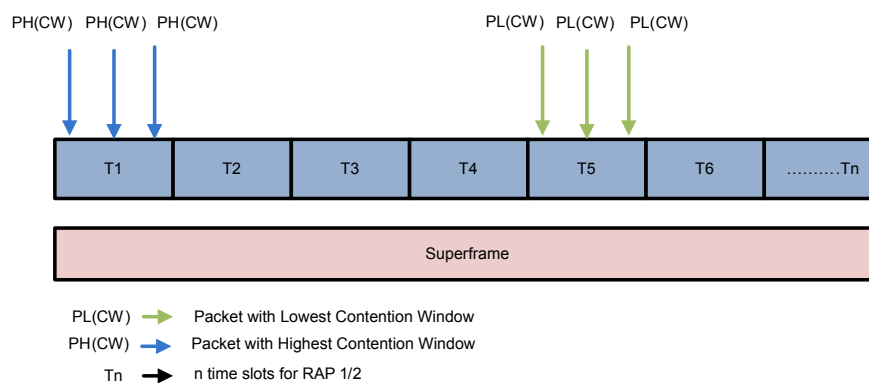 PH(CW) PH(CW) PH(CW) PL(CW) PL(CW) PL(CW)
T1 T2 T3 T4 T5 T6 ..........Tn
Superframe
PL(CW) Packet with Lowest Contention Window
PH(CW) Packet with Highest Contention Window
Tn n time slots for RAP 1/2